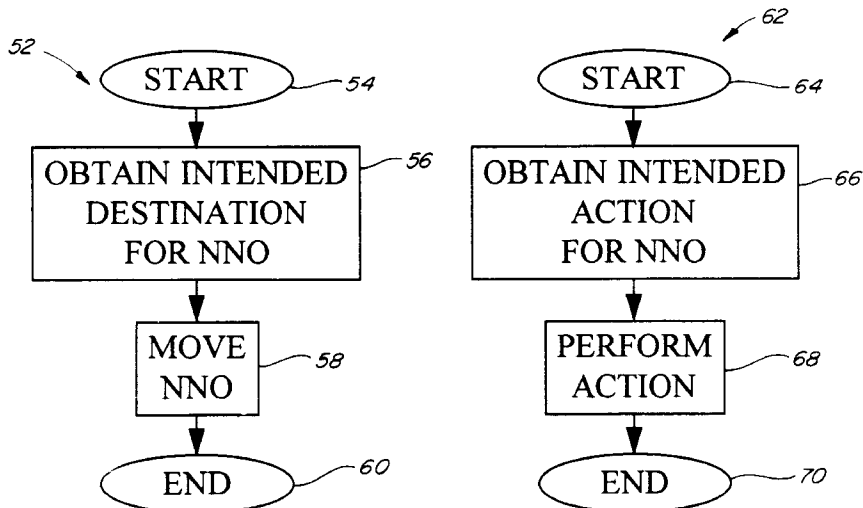 52
START
54
OBTAIN INTENDED
DESTINATION
FOR NNO
56
MOVE
NNO
58
END
60
62
START
64
OBTAIN INTENDED
ACTION
FOR NNO
66
PERFORM
ACTION
68
END
70